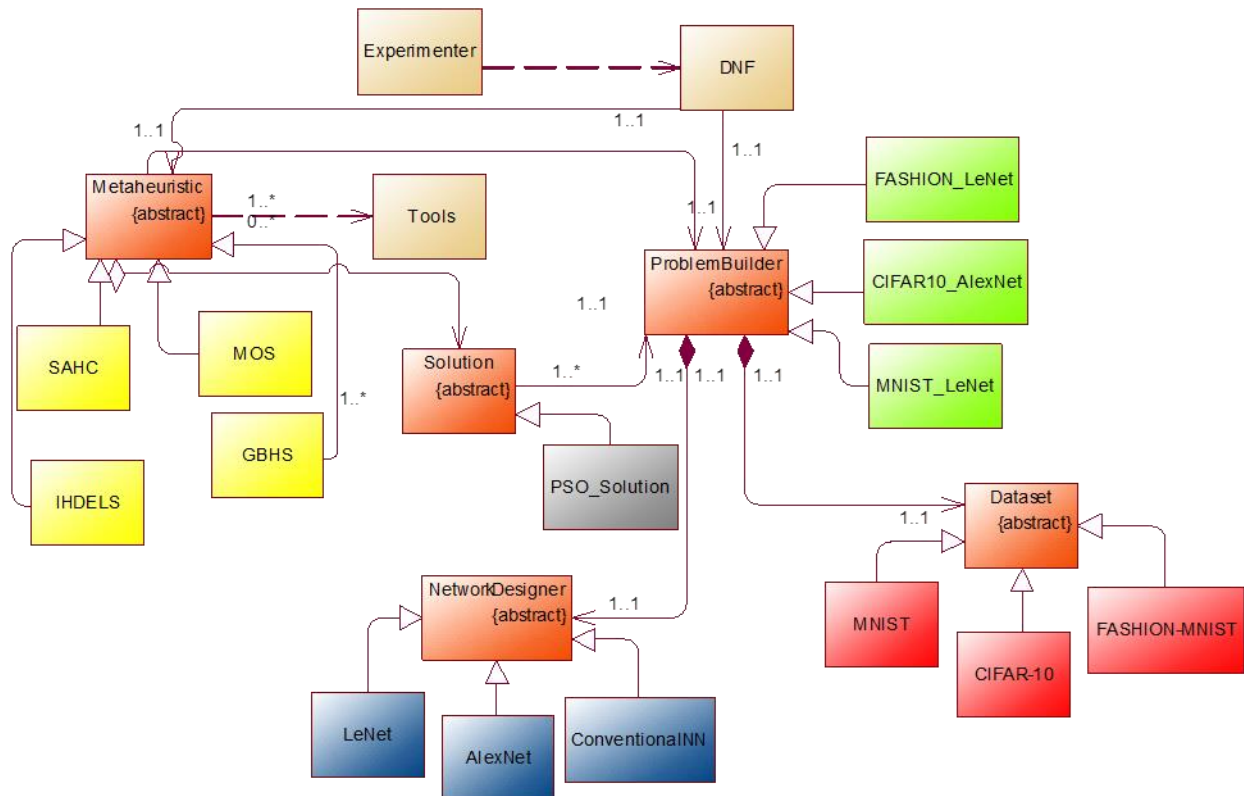 Experimenter
DNF
1..1
1..1
1..1
FASHION_LeNet
Metaheuristic
{abstract}
1..*
0..*
Tools
1..1
ProblemBuilder
{abstract}
CIFAR10_AlexNet
1..1
SAHC
MOS
Solution
{abstract}
1..*
1..1
1..1
1..1
MNIST_LeNet
1..*
GBHS
IHDELS
PSO_Solution
Dataset
{abstract}
1..1
NetworkDesigner
{abstract}
1..1
MNIST
FASHION-MNIST
CIFAR-10
LeNet
AlexNet
ConventionalNN